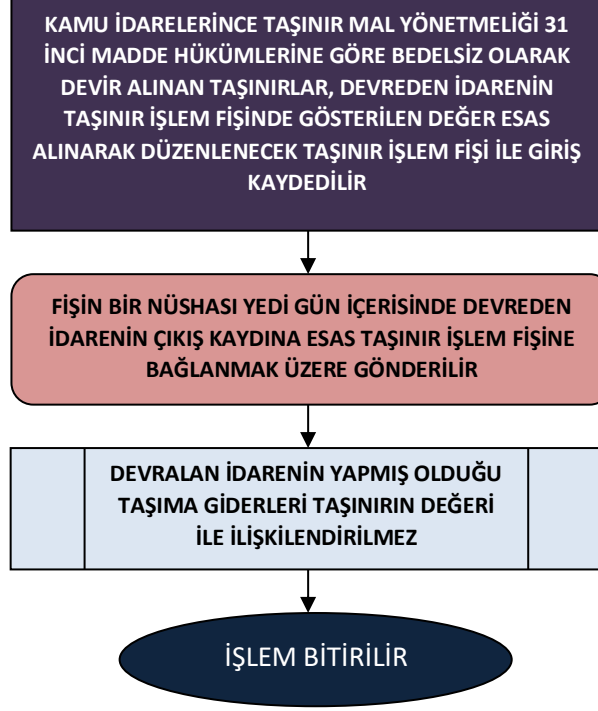 KAMU İDARELERİNCE TAŞINIR MAL YÖNETMELİĞİ 31
İNCİ MADDE HÜKÜMLERİNE GÖRE BEDELSİZ OLARAK
DEVİR ALINAN TAŞINIRLAR, DEVREDEN İDARENİN
TAŞINIR İŞLEM FİŞİNDE GÖSTERİLEN DEĞER ESAS
ALINARAK DÜZENLENECEK TAŞINIR İŞLEM FİŞİ İLE GİRİŞ
KAYDEDİLİR
FİŞİN BİR NÜSHASI YEDİ GÜN İÇERİSİNDE DEVREDEN
İDARENİN ÇIKIŞ KAYDINA ESAS TAŞINIR İŞLEM FİŞİNE
BAĞLANMAK ÜZERE GÖNDERİLİR
DEVRALAN İDARENİN YAPMIŞ OLDUĞU
TAŞIMA GİDERLERİ TAŞINIRIN DEĞERİ
İLE İLİŞKİLENDİRİLMEZ
İŞLEM BİTİRİLİR